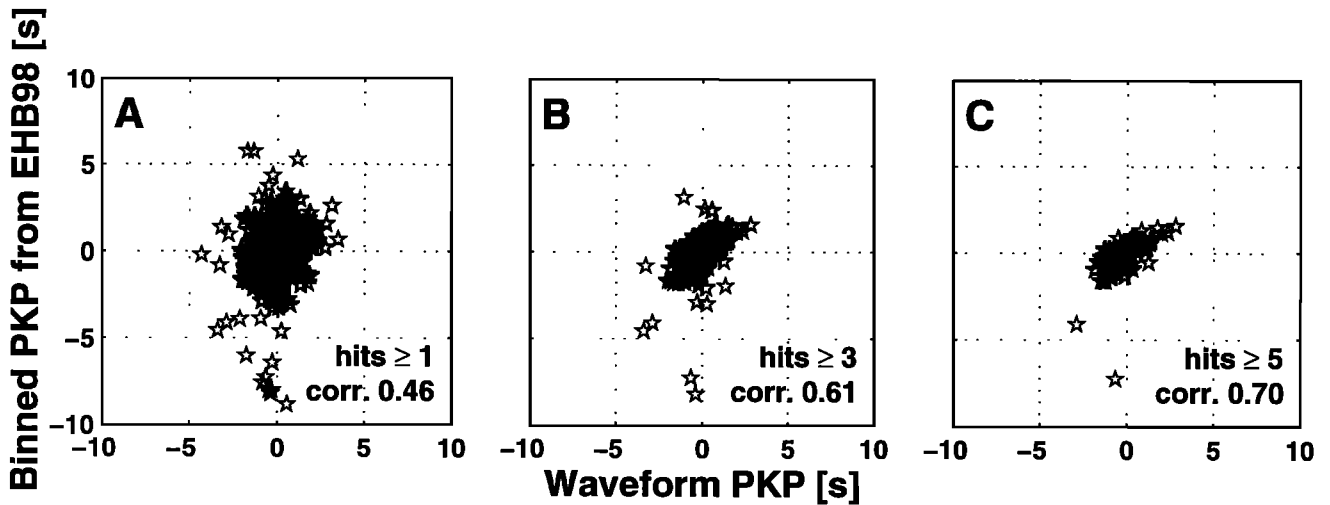 Binned PKP from EHB98 [s]
10
5
0
−5
−10
A
hits ≥ 1
corr. 0.46
−10 −5 0 5 10
B
hits ≥ 3
corr. 0.61
−10 −5 0 5 10
C
hits ≥ 5
corr. 0.70
−10 −5 0 5 10
Waveform PKP [s]